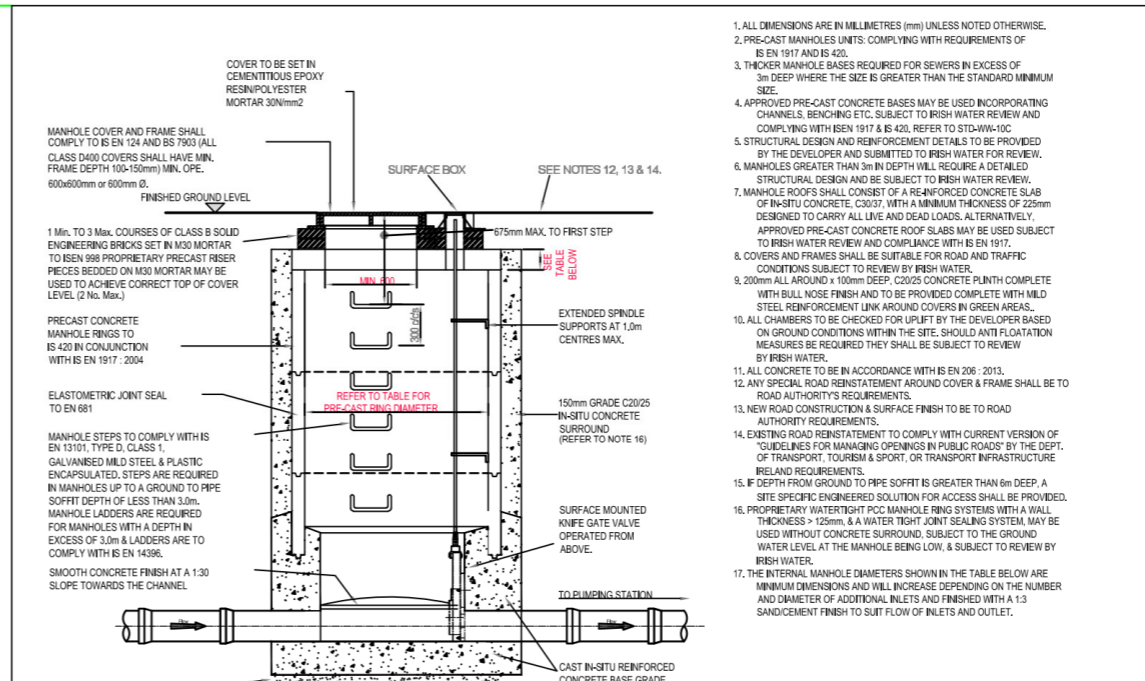 COVER TO BE SET IN
CEMENTITIOUS EPOXY
RESIN/POLYESTER
MORTAR 30N/mm2
MANHOLE COVER AND FRAME SHALL
COMPLY TO IS EN 124 AND BS 7903 (ALL
CLASS D400 COVERS SHALL HAVE MIN.
FRAME DEPTH 100-150mm) MIN. OPE.
600x600mm or 600mm Ø.
FINISHED GROUND LEVEL
SURFACE BOX
SEE NOTES 12, 13 & 14.
1 Min. TO 3 Max. COURSES OF CLASS B SOLID
ENGINEERING BRICKS SET IN M30 MORTAR
TO ISEN 998 PROPRIETARY PRECAST RISER
PIECES BEDDED ON M30 MORTAR MAY BE
USED TO ACHIEVE CORRECT TOP OF COVER
LEVEL (2 No. Max.)
675mm MAX. TO FIRST STEP
SEE
TABLE
BELOW
MIN. 600
300 c/cts
PRECAST CONCRETE
MANHOLE RINGS TO
IS 420 IN CONJUNCTION
WITH IS EN 1917 : 2004
EXTENDED SPINDLE
SUPPORTS AT 1.0m
CENTRES MAX.
ELASTOMETRIC JOINT SEAL
TO EN 681
REFER TO TABLE FOR
PRE-CAST RING DIAMETER
150mm GRADE C20/25
IN-SITU CONCRETE
SURROUND
(REFER TO NOTE 16)
MANHOLE STEPS TO COMPLY WITH IS
EN 13101, TYPE D, CLASS 1,
GALVANISED MILD STEEL & PLASTIC
ENCAPSULATED. STEPS ARE REQUIRED
IN MANHOLES UP TO A GROUND TO PIPE
SOFFIT DEPTH OF LESS THAN 3.0m.
MANHOLE LADDERS ARE REQUIRED
FOR MANHOLES WITH A DEPTH IN
EXCESS OF 3.0m & LADDERS ARE TO
COMPLY WITH IS EN 14396.
SURFACE MOUNTED
KNIFE GATE VALVE
OPERATED FROM
ABOVE.
SMOOTH CONCRETE FINISH AT A 1:30
SLOPE TOWARDS THE CHANNEL
TO PUMPING STATION
Flow
Flow
CAST IN-SITU REINFORCED
CONCRETE BASE GRADE
1. ALL DIMENSIONS ARE IN MILLIMETRES (mm) UNLESS NOTED OTHERWISE.
2. PRE-CAST MANHOLES UNITS: COMPLYING WITH REQUIREMENTS OF
IS EN 1917 AND IS 420.
3. THICKER MANHOLE BASES REQUIRED FOR SEWERS IN EXCESS OF
3m DEEP WHERE THE SIZE IS GREATER THAN THE STANDARD MINIMUM
SIZE.
4. APPROVED PRE-CAST CONCRETE BASES MAY BE USED INCORPORATING
CHANNELS, BENCHING ETC. SUBJECT TO IRISH WATER REVIEW AND
COMPLYING WITH ISEN 1917 & IS 420, REFER TO STD-WW-10C
5. STRUCTURAL DESIGN AND REINFORCEMENT DETAILS TO BE PROVIDED
BY THE DEVELOPER AND SUBMITTED TO IRISH WATER FOR REVIEW.
6. MANHOLES GREATER THAN 3m IN DEPTH WILL REQUIRE A DETAILED
STRUCTURAL DESIGN AND BE SUBJECT TO IRISH WATER REVIEW.
7. MANHOLE ROOFS SHALL CONSIST OF A RE-INFORCED CONCRETE SLAB
OF IN-SITU CONCRETE, C30/37, WITH A MINIMUM THICKNESS OF 225mm
DESIGNED TO CARRY ALL LIVE AND DEAD LOADS. ALTERNATIVELY,
APPROVED PRE-CAST CONCRETE ROOF SLABS MAY BE USED SUBJECT
TO IRISH WATER REVIEW AND COMPLIANCE WITH IS EN 1917.
8. COVERS AND FRAMES SHALL BE SUITABLE FOR ROAD AND TRAFFIC
CONDITIONS SUBJECT TO REVIEW BY IRISH WATER.
9. 200mm ALL AROUND x 100mm DEEP, C20/25 CONCRETE PLINTH COMPLETE
WITH BULL NOSE FINISH AND TO BE PROVIDED COMPLETE WITH MILD
STEEL REINFORCEMENT LINK AROUND COVERS IN GREEN AREAS,.
10. ALL CHAMBERS TO BE CHECKED FOR UPLIFT BY THE DEVELOPER BASED
ON GROUND CONDITIONS WITHIN THE SITE. SHOULD ANTI FLOATATION
MEASURES BE REQUIRED THEY SHALL BE SUBJECT TO REVIEW
BY IRISH WATER.
11. ALL CONCRETE TO BE IN ACCORDANCE WITH IS EN 206 : 2013.
12. ANY SPECIAL ROAD REINSTATEMENT AROUND COVER & FRAME SHALL BE TO
ROAD AUTHORITY'S REQUIREMENTS.
13. NEW ROAD CONSTRUCTION & SURFACE FINISH TO BE TO ROAD
AUTHORITY REQUIREMENTS.
14. EXISTING ROAD REINSTATEMENT TO COMPLY WITH CURRENT VERSION OF
"GUIDELINES FOR MANAGING OPENINGS IN PUBLIC ROADS" BY THE DEPT.
OF TRANSPORT, TOURISM & SPORT, OR TRANSPORT INFRASTRUCTURE
IRELAND REQUIREMENTS.
15. IF DEPTH FROM GROUND TO PIPE SOFFIT IS GREATER THAN 6m DEEP, A
SITE SPECIFIC ENGINEERED SOLUTION FOR ACCESS SHALL BE PROVIDED.
16. PROPRIETARY WATERTIGHT PCC MANHOLE RING SYSTEMS WITH A WALL
THICKNESS > 125mm, & A WATER TIGHT JOINT SEALING SYSTEM, MAY BE
USED WITHOUT CONCRETE SURROUND, SUBJECT TO THE GROUND
WATER LEVEL AT THE MANHOLE BEING LOW, & SUBJECT TO REVIEW BY
IRISH WATER.
17. THE INTERNAL MANHOLE DIAMETERS SHOWN IN THE TABLE BELOW ARE
MINIMUM DIMENSIONS AND WILL INCREASE DEPENDING ON THE NUMBER
AND DIAMETER OF ADDITIONAL INLETS AND FINISHED WITH A 1:3
SAND/CEMENT FINISH TO SUIT FLOW OF INLETS AND OUTLET.